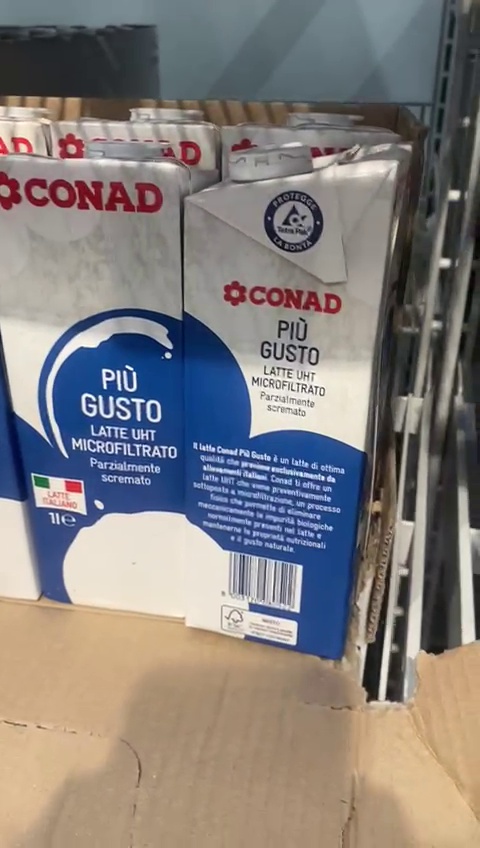 CONAD
PIÙ
GUSTO
LATTE UHT
MICROFILTRATO
Parzialmente
scremato
LATTE
ITALIANO
1l e
PROTEGGE
Tetra Pak
LA BONTÀ
CONAD
PIÙ
GUSTO
LATTE UHT
MICROFILTRATO
Parzialmente
scremato
Il latte Conad Più Gusto è un latte di ottima
qualità che proviene esclusivamente da
allevamenti italiani. Conad ti offre un
latte UHT che viene preventivamente
sottoposto a microfiltrazione, un processo
fisico che permette di eliminare
meccanicamente le impurità biologiche
normalmente presenti nel latte e
mantenerne le proprietà nutrizionali
e il gusto naturale.